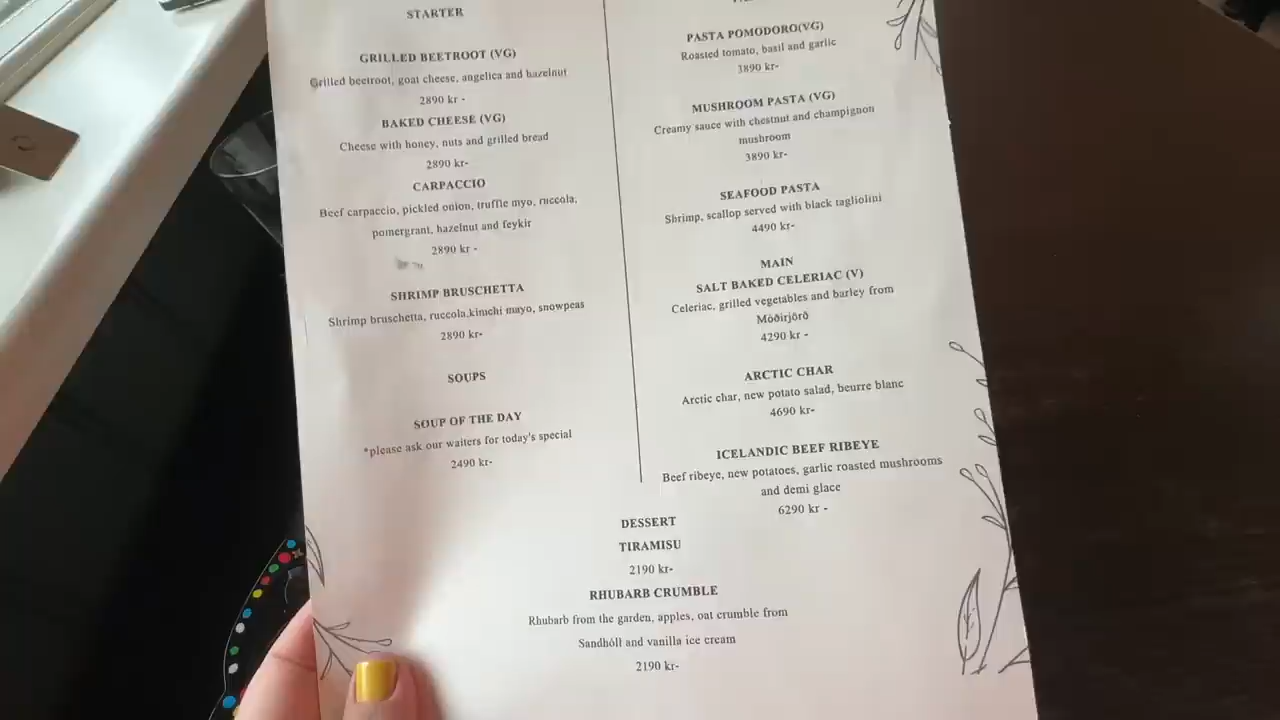 STARTER
GRILLED BEETROOT (VG)
Grilled beetroot, goat cheese, angelica and hazelnut
2890 kr -
BAKED CHEESE (VG)
Cheese with honey, nuts and grilled bread
2890 kr-
CARPACCIO
Beef carpaccio, pickled onion, truffle myo, ruccola,
pomergrant, hazelnut and feykir
2890 kr -
SHRIMP BRUSCHETTA
Shrimp bruschetta, ruccola,kimchi mayo, snowpeas
2890 kr-
SOUPS
SOUP OF THE DAY
*please ask our waiters for today's special
2490 kr-
PASTA POMODORO(VG)
Roasted tomato, basil and garlic
3890 kr-
MUSHROOM PASTA (VG)
Creamy sauce with chestnut and champignon
mushroom
3890 kr-
SEAFOOD PASTA
Shrimp, scallop served with black tagliolini
4490 kr-
MAIN
SALT BAKED CELERIAC (V)
Celeriac, grilled vegetables and barley from
Móðirjörð
4290 kr -
ARCTIC CHAR
Arctic char, new potato salad, beurre blanc
4690 kr-
ICELANDIC BEEF RIBEYE
Beef ribeye, new potatoes, garlic roasted mushrooms
and demi glace
6290 kr -
DESSERT
TIRAMISU
2190 kr-
RHUBARB CRUMBLE
Rhubarb from the garden, apples, oat crumble from
Sandhóll and vanilla ice cream
2190 kr-